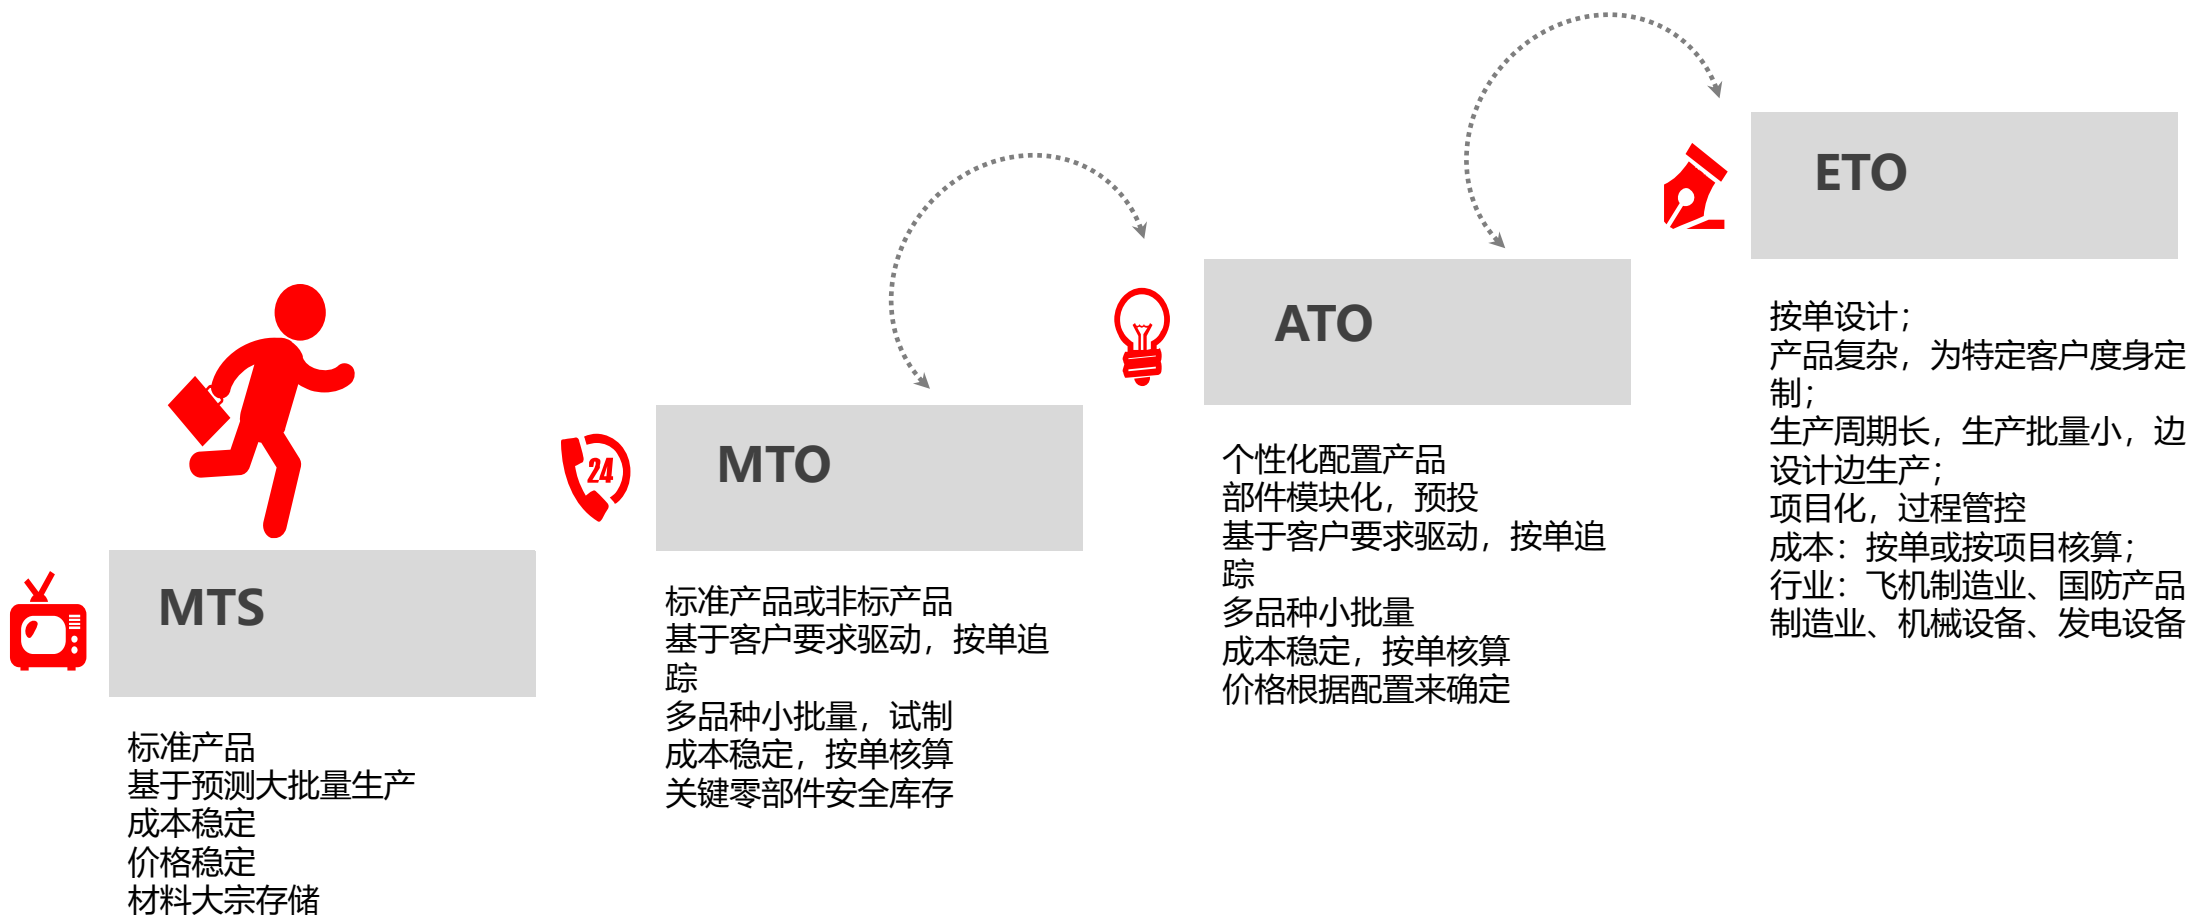 MTS
标准产品
基于预测大批量生产
成本稳定
价格稳定
材料大宗存储
24
MTO
标准产品或非标产品
基于客户要求驱动，按单追
踪
多品种小批量，试制
成本稳定，按单核算
关键零部件安全库存
ATO
个性化配置产品
部件模块化，预投
基于客户要求驱动，按单追
踪
多品种小批量
成本稳定，按单核算
价格根据配置来确定
ETO
按单设计；
产品复杂，为特定客户度身定
制；
生产周期长，生产批量小，边
设计边生产；
项目化，过程管控
成本：按单或按项目核算；
行业：飞机制造业、国防产品
制造业、机械设备、发电设备